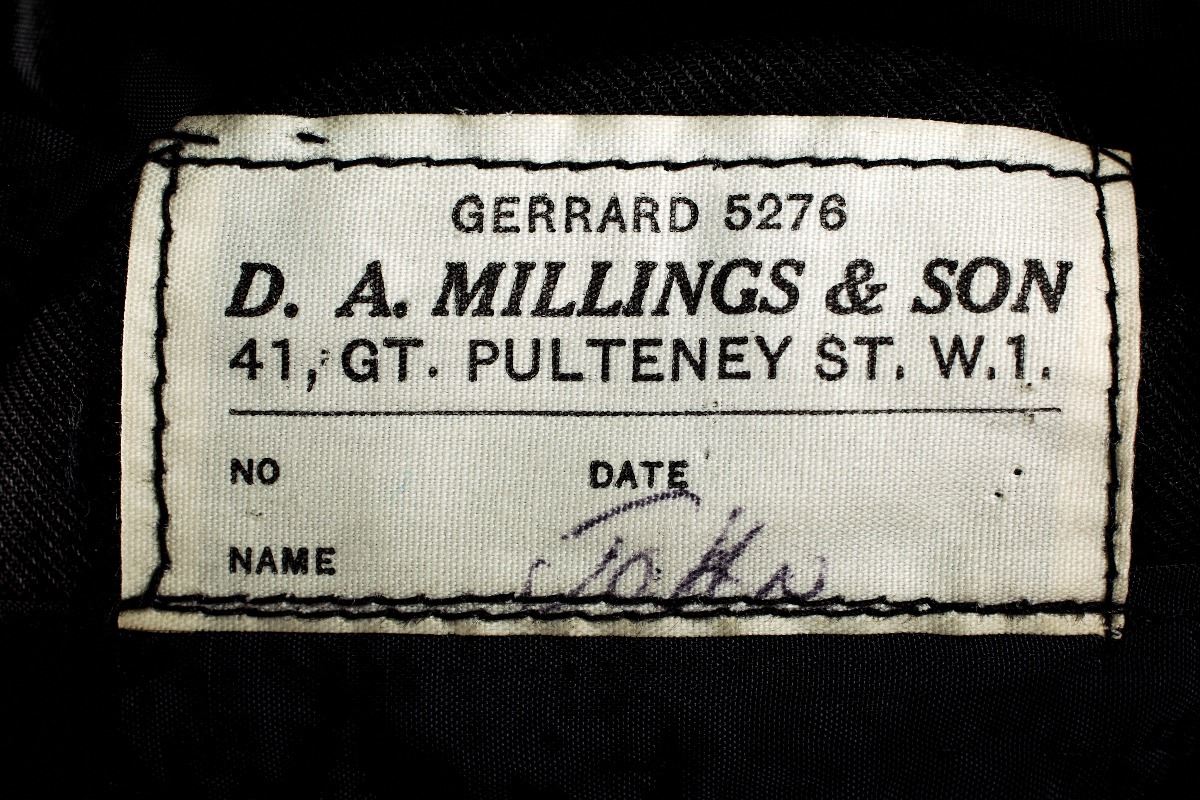 GERRARD 5276
D. A. MILLINGS & SON
41, GT. PULTENEY ST. W.1.
NO DATE
NAME John